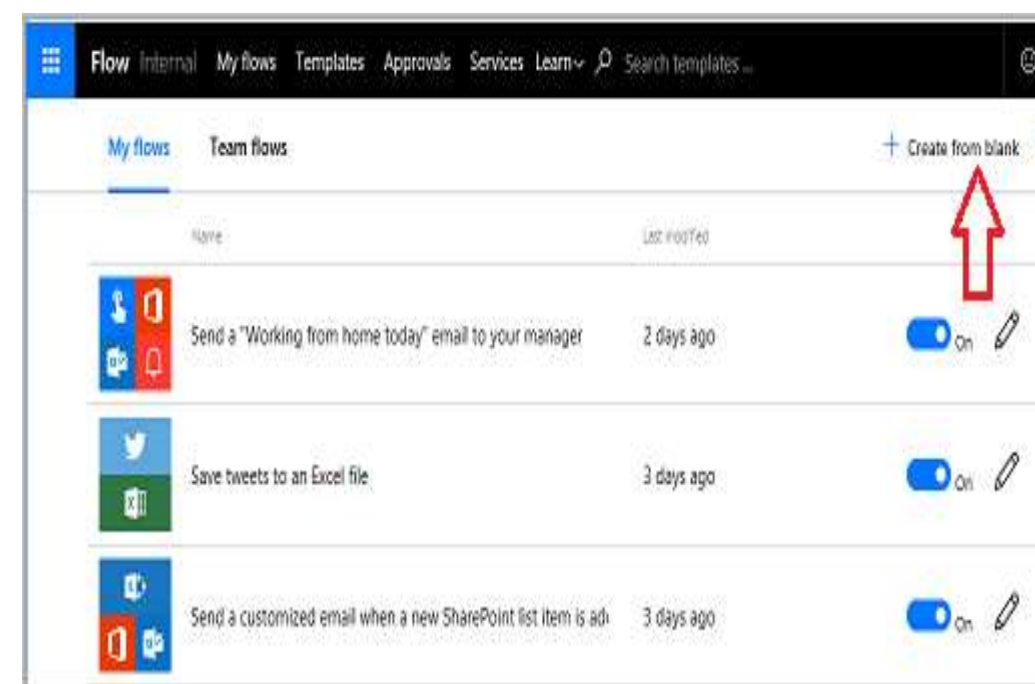 Flow Internal My flows Templates Approvals Services Learn Search templates ...
My flows Team flows + Create from blank
Name Last modified
Send a "Working from home today" email to your manager 2 days ago On
Save tweets to an Excel file 3 days ago On
Send a customized email when a new SharePoint list item is ad 3 days ago On